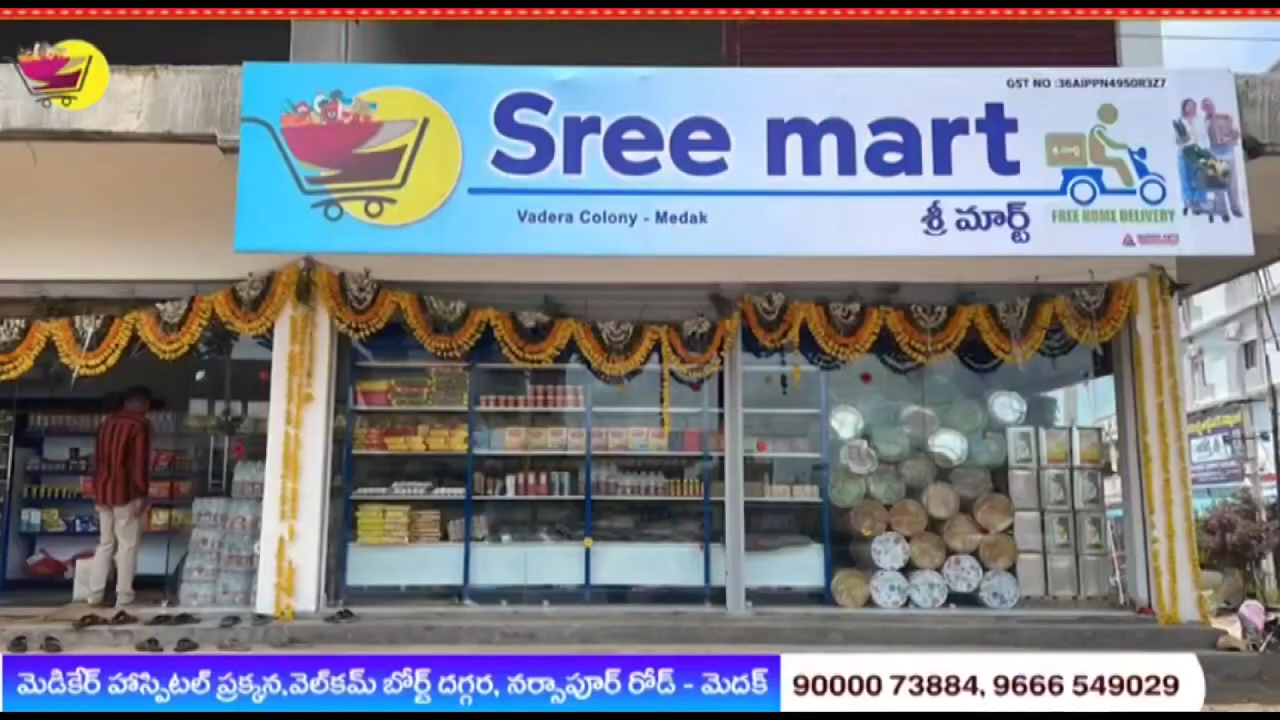 GST NO :36AIPPN4950R3Z7
Sree mart
Vadera Colony - Medak
శ్రీ మార్ట్
FREE HOME DELIVERY
మెడికేర్ హాస్పిటల్ ప్రక్కన,వెల్‌కమ్ బోర్డ్ దగ్గర, నర్సాపూర్ రోడ్ - మెదక్
90000 73884, 9666 549029